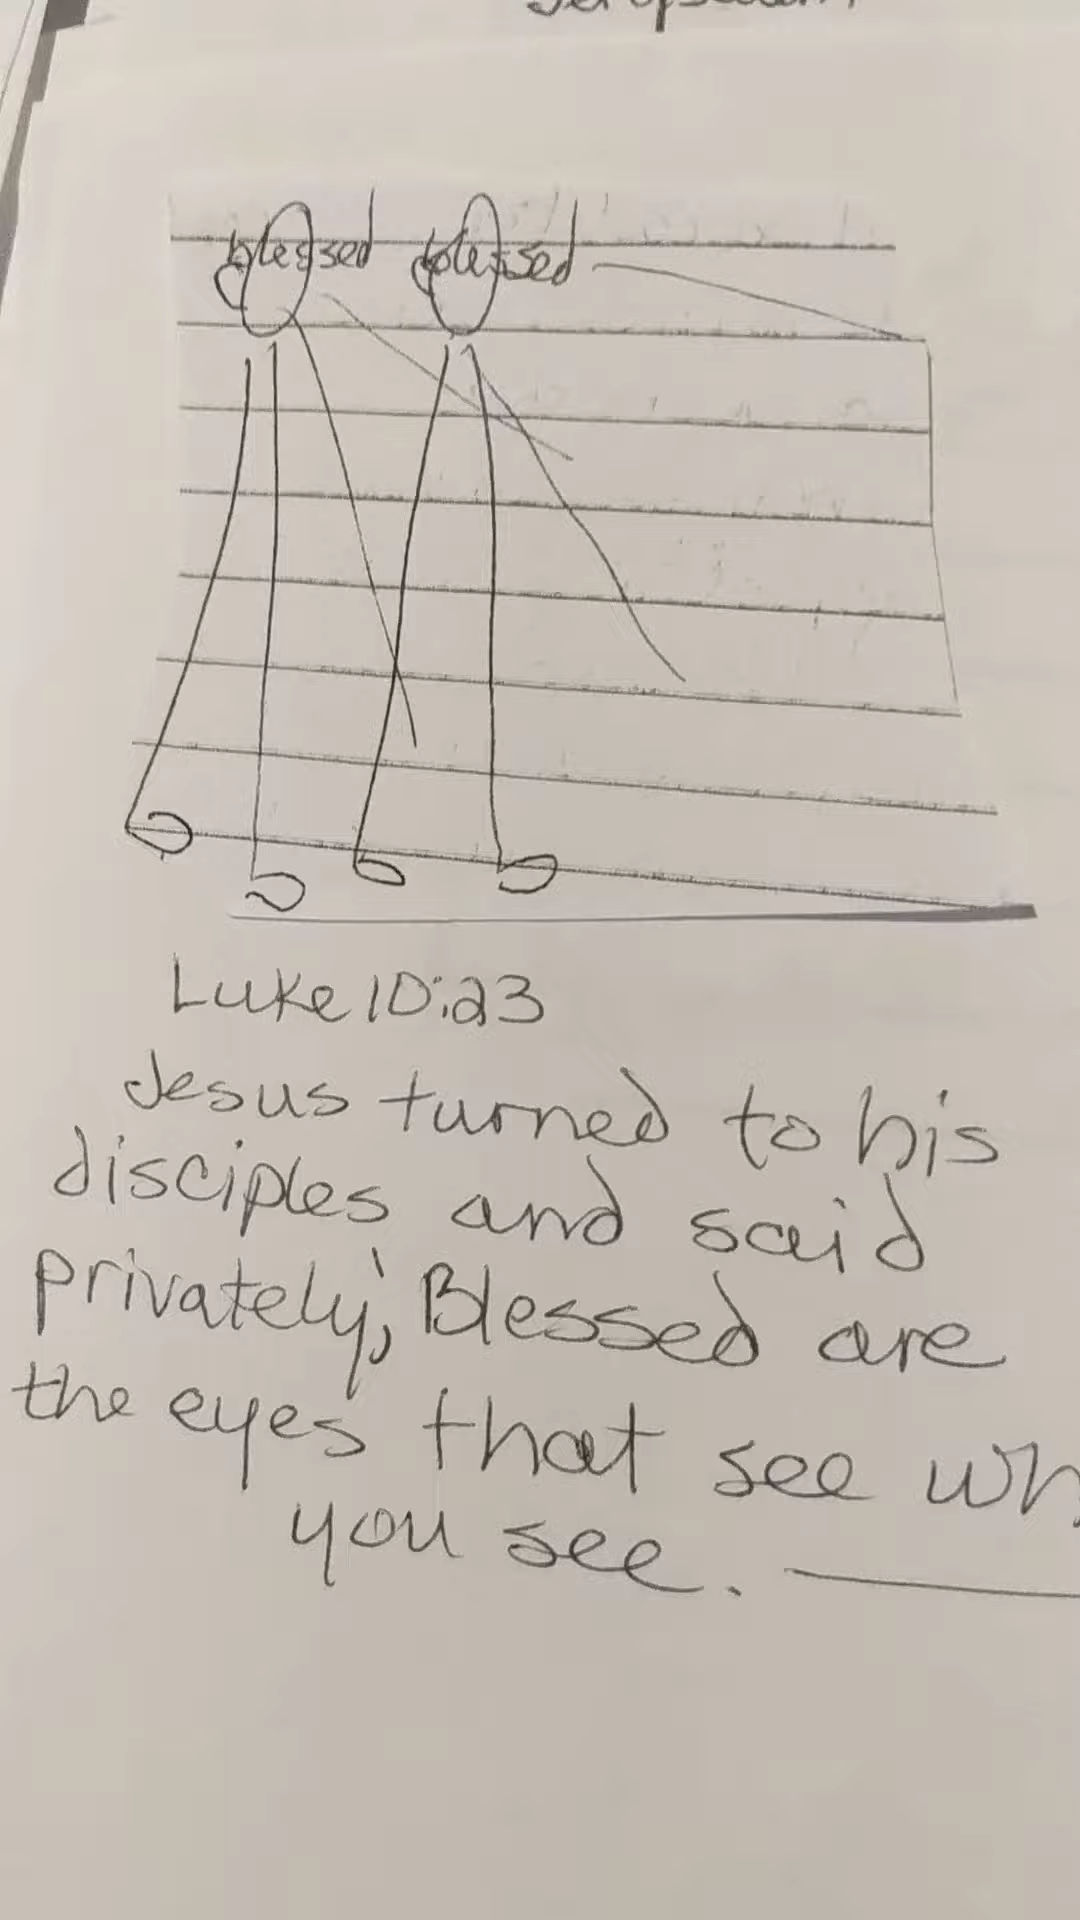 blessed blessed
Luke 10:23
Jesus turned to his
disciples and said
privately, Blessed are
the eyes that see
you see.